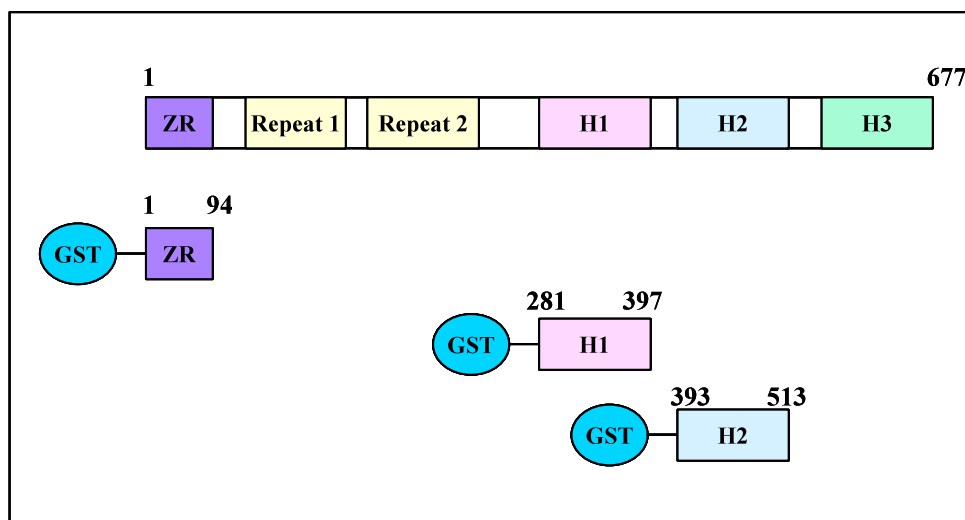 1 677
ZR Repeat 1 Repeat 2 H1 H2 H3
1 94
GST ZR
281 397
GST H1
393 513
GST H2